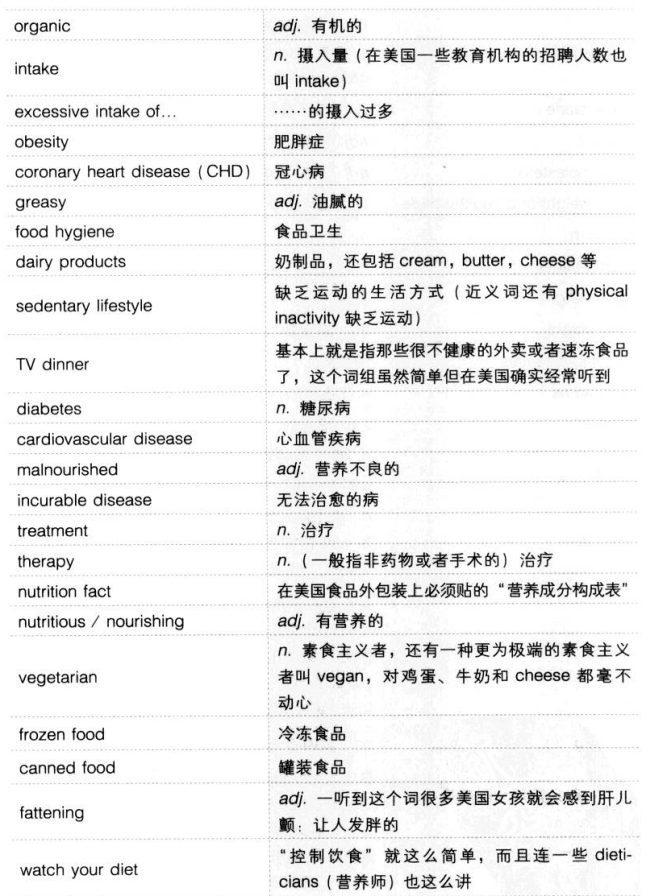 organic adj. 有机的
intake n. 摄入量（在美国一些教育机构的招聘人数也
叫 intake）
excessive intake of… ……的摄入过多
obesity 肥胖症
coronary heart disease（CHD） 冠心病
greasy adj. 油腻的
food hygiene 食品卫生
dairy products 奶制品，还包括 cream，butter，cheese 等
sedentary lifestyle 缺乏运动的生活方式（近义词还有 physical
inactivity 缺乏运动）
TV dinner 基本上就是指那些很不健康的外卖或者速冻食品
了，这个词组虽然简单但在美国确实经常听到
diabetes n. 糖尿病
cardiovascular disease 心血管疾病
malnourished adj. 营养不良的
incurable disease 无法治愈的病
treatment n. 治疗
therapy n.（一般指非药物或者手术的）治疗
nutrition fact 在美国食品外包装上必须贴的“营养成分构成表”
nutritious / nourishing adj. 有营养的
vegetarian n. 素食主义者，还有一种更为极端的素食主义
者叫 vegan，对鸡蛋、牛奶和 cheese 都毫不
动心
frozen food 冷冻食品
canned food 罐装食品
fattening adj. 一听到这个词很多美国女孩就会感到肝儿
颤：让人发胖的
watch your diet “控制饮食”就这么简单，而且连一些 dieti-
cians（营养师）也这么讲